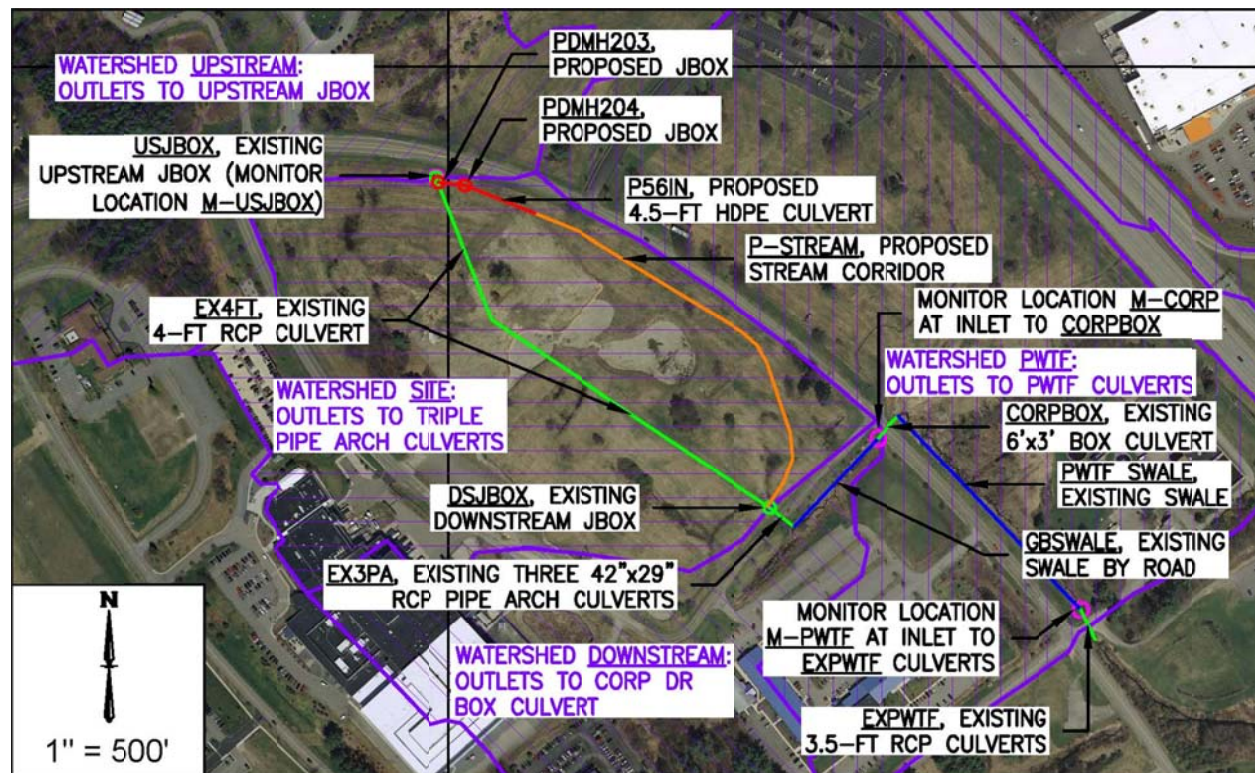 WATERSHED UPSTREAM:
OUTLETS TO UPSTREAM JBOX
PDMH203,
PROPOSED JBOX
PDMH204,
PROPOSED JBOX
USJBOX, EXISTING
UPSTREAM JBOX (MONITOR
LOCATION M-USJBOX)
P56IN, PROPOSED
4.5-FT HDPE CULVERT
P-STREAM, PROPOSED
STREAM CORRIDOR
EX4FT, EXISTING
4-FT RCP CULVERT
MONITOR LOCATION M-CORP
AT INLET TO CORPBOX
WATERSHED PWTF:
OUTLETS TO PWTF CULVERTS
WATERSHED SITE:
OUTLETS TO TRIPLE
PIPE ARCH CULVERTS
CORPBOX, EXISTING
6'x3' BOX CULVERT
PWTF SWALE,
EXISTING SWALE
DSJBOX, EXISTING
DOWNSTREAM JBOX
GBSWALE, EXISTING
SWALE BY ROAD
EX3PA, EXISTING THREE 42"x29"
RCP PIPE ARCH CULVERTS
MONITOR LOCATION
M-PWTF AT INLET TO
EXPWTF CULVERTS
WATERSHED DOWNSTREAM:
OUTLETS TO CORP DR
BOX CULVERT
EXPWTF, EXISTING
3.5-FT RCP CULVERTS
N
1" = 500'